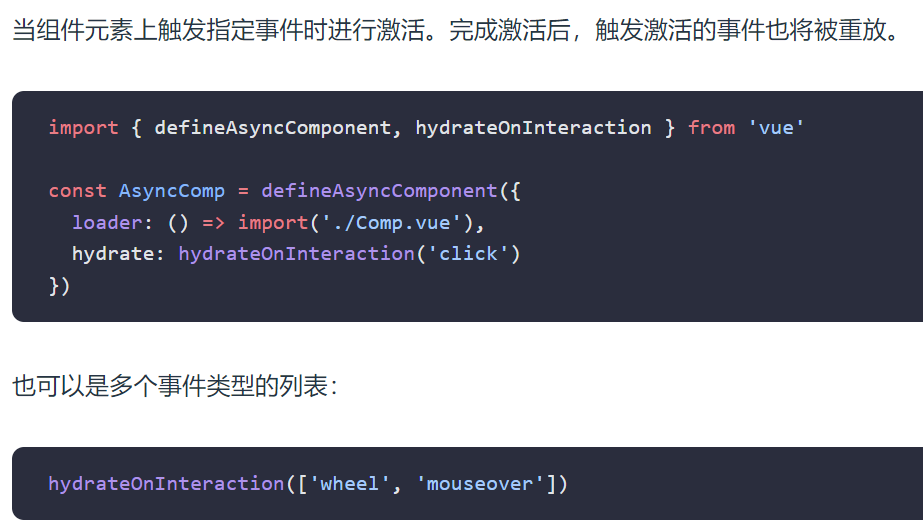 当组件元素上触发指定事件时进行激活。完成激活后，触发激活的事件也将被重放。
import { defineAsyncComponent, hydrateOnInteraction } from 'vue'
const AsyncComp = defineAsyncComponent({
  loader: () => import('./Comp.vue'),
  hydrate: hydrateOnInteraction('click')
})
也可以是多个事件类型的列表：
hydrateOnInteraction(['wheel', 'mouseover'])